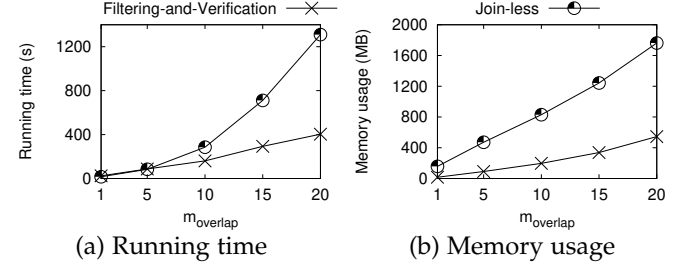 Filtering-and-Verification
Join-less
Running time (s)
1200
800
400
0
1 5 10 15 20
m_overlap
(a) Running time
Memory usage (MB)
2000
1600
1200
800
400
0
1 5 10 15 20
m_overlap
(b) Memory usage